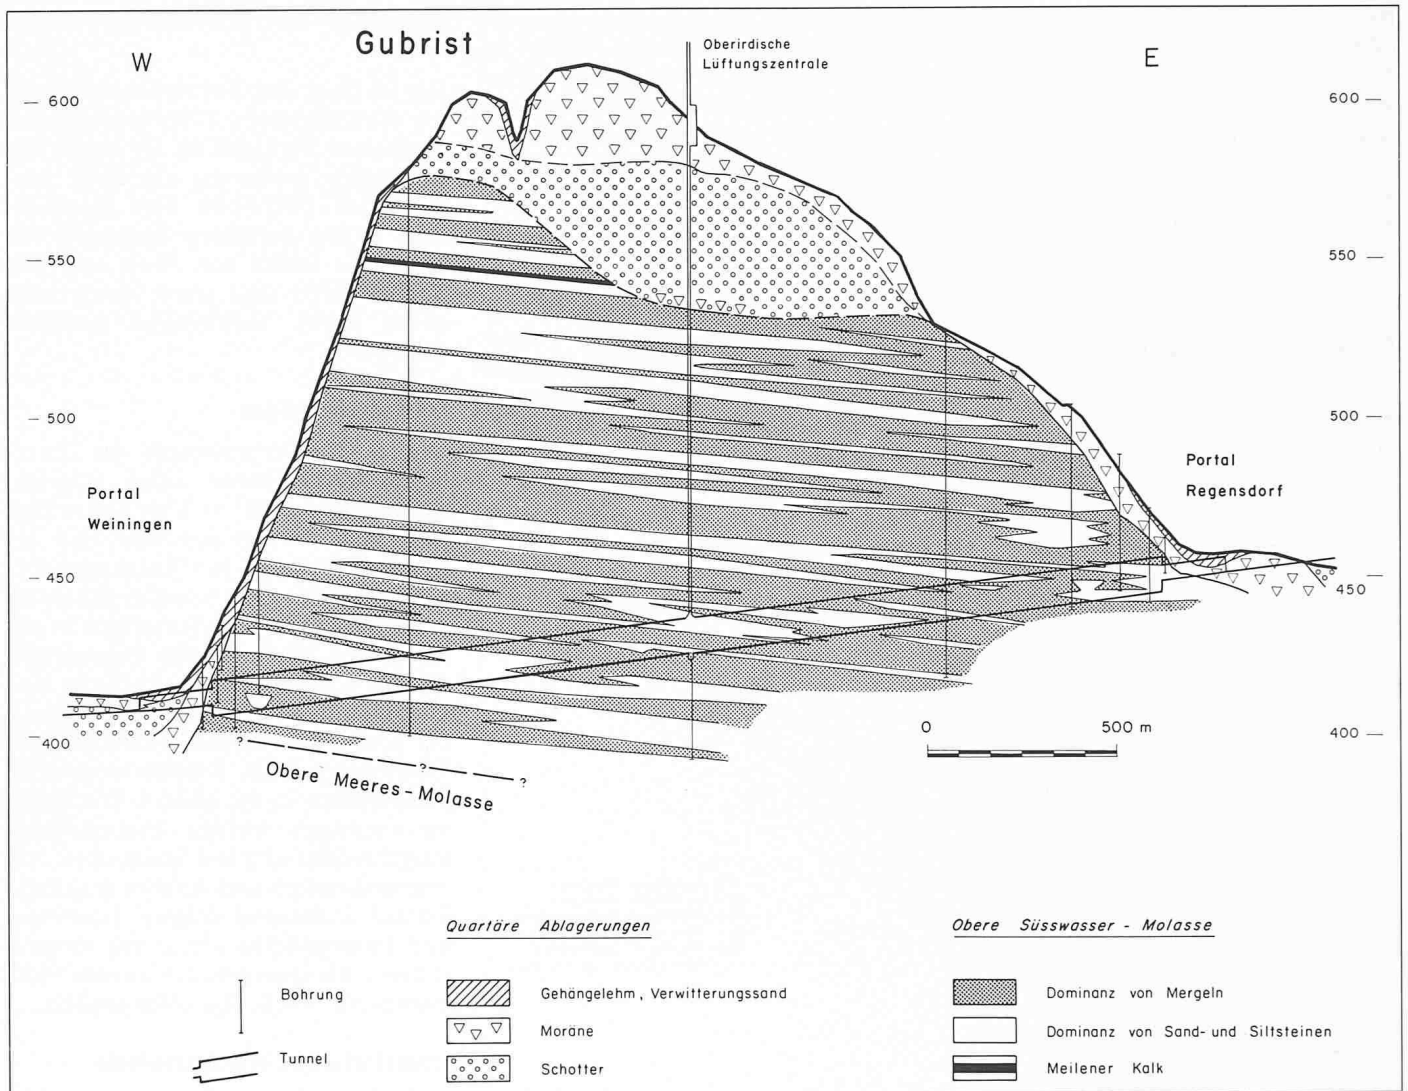 Gubrist
W
Oberirdische
Lüftungszentrale
E
600
600
550
550
500
500
Portal
Weiningen
Portal
Regensdorf
450
450
400
400
0 500 m
? ? ?
Obere Meeres-Molasse
Quartäre Ablagerungen
Obere Süsswasser - Molasse
Bohrung
Gehängelehm, Verwitterungssand
Dominanz von Mergeln
Moräne
Dominanz von Sand- und Siltsteinen
Tunnel
Schotter
Meilener Kalk